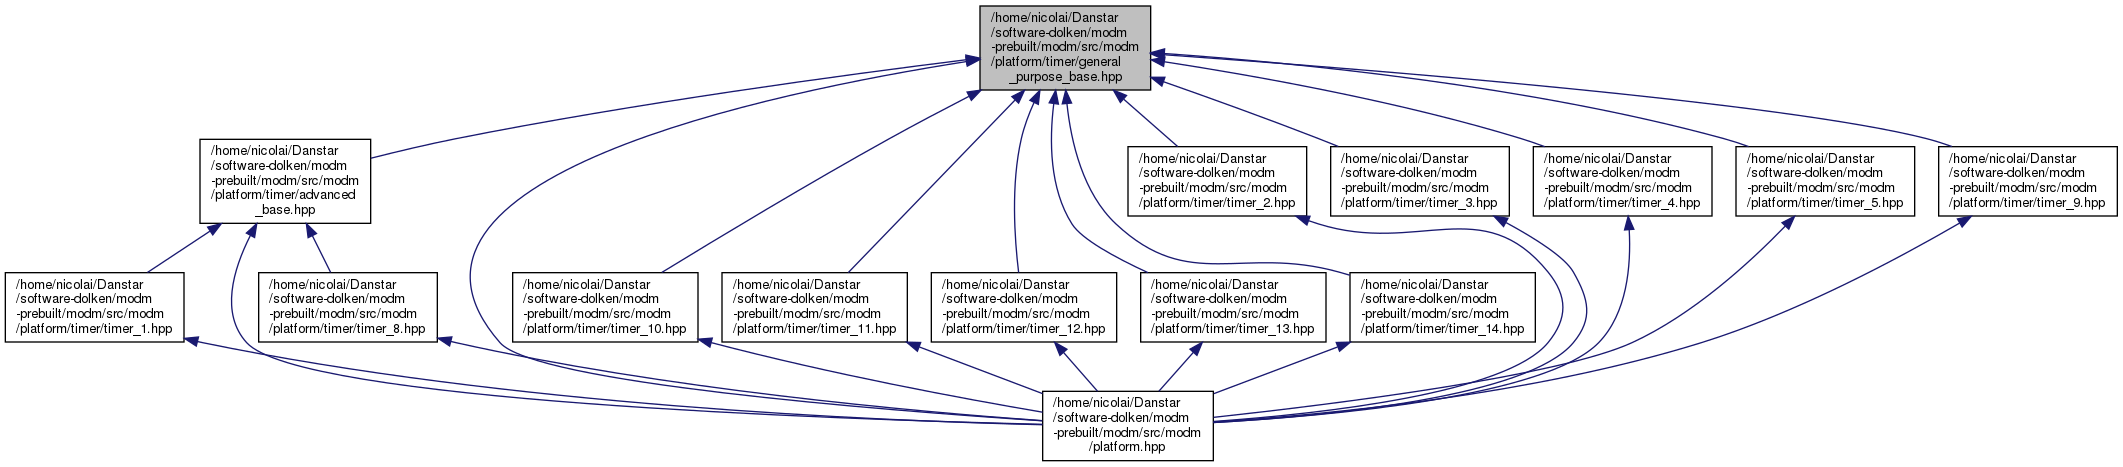 /home/nicolai/Danstar
/software-dolken/modm
-prebuilt/modm/src/modm
/platform/timer/general
_purpose_base.hpp
/home/nicolai/Danstar
/software-dolken/modm
-prebuilt/modm/src/modm
/platform/timer/advanced
_base.hpp
/home/nicolai/Danstar
/software-dolken/modm
-prebuilt/modm/src/modm
/platform/timer/timer_2.hpp
/home/nicolai/Danstar
/software-dolken/modm
-prebuilt/modm/src/modm
/platform/timer/timer_3.hpp
/home/nicolai/Danstar
/software-dolken/modm
-prebuilt/modm/src/modm
/platform/timer/timer_4.hpp
/home/nicolai/Danstar
/software-dolken/modm
-prebuilt/modm/src/modm
/platform/timer/timer_5.hpp
/home/nicolai/Danstar
/software-dolken/modm
-prebuilt/modm/src/modm
/platform/timer/timer_9.hpp
/home/nicolai/Danstar
/software-dolken/modm
-prebuilt/modm/src/modm
/platform/timer/timer_1.hpp
/home/nicolai/Danstar
/software-dolken/modm
-prebuilt/modm/src/modm
/platform/timer/timer_8.hpp
/home/nicolai/Danstar
/software-dolken/modm
-prebuilt/modm/src/modm
/platform/timer/timer_10.hpp
/home/nicolai/Danstar
/software-dolken/modm
-prebuilt/modm/src/modm
/platform/timer/timer_11.hpp
/home/nicolai/Danstar
/software-dolken/modm
-prebuilt/modm/src/modm
/platform/timer/timer_12.hpp
/home/nicolai/Danstar
/software-dolken/modm
-prebuilt/modm/src/modm
/platform/timer/timer_13.hpp
/home/nicolai/Danstar
/software-dolken/modm
-prebuilt/modm/src/modm
/platform/timer/timer_14.hpp
/home/nicolai/Danstar
/software-dolken/modm
-prebuilt/modm/src/modm
/platform.hpp